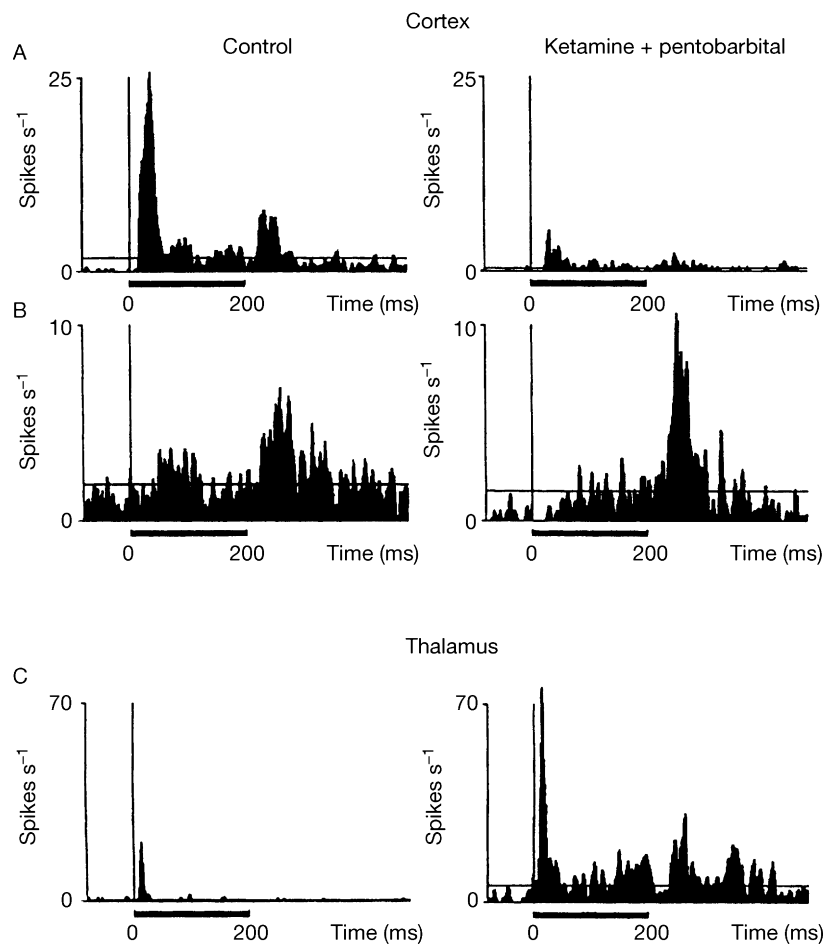 Cortex
A
Control
Ketamine + pentobarbital
25
Spikes s⁻¹
0
0
200
Time (ms)
25
Spikes s⁻¹
0
0
200
Time (ms)
B
10
Spikes s⁻¹
0
0
200
Time (ms)
10
Spikes s⁻¹
0
0
200
Time (ms)
Thalamus
C
70
Spikes s⁻¹
0
0
200
Time (ms)
70
Spikes s⁻¹
0
0
200
Time (ms)